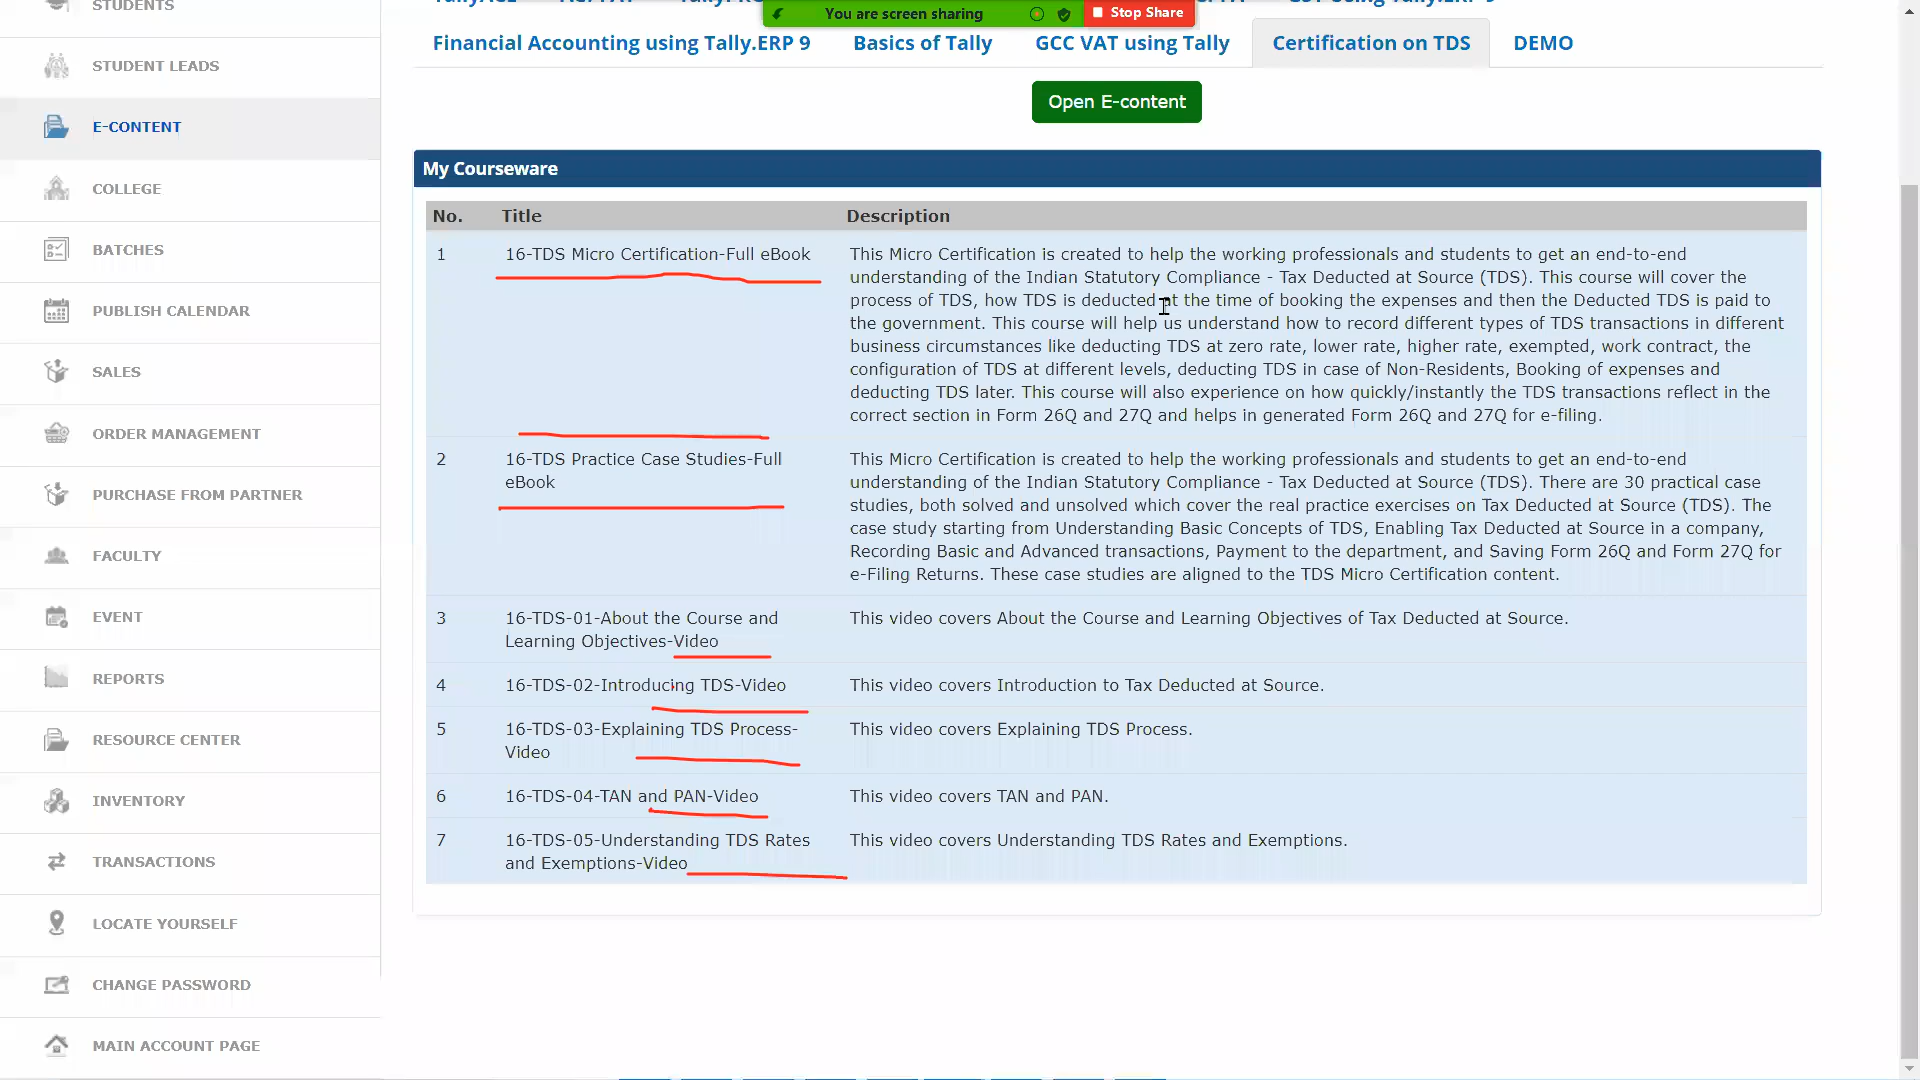 STUDENTS
You are screen sharing
Stop Share
Financial Accounting using Tally.ERP 9 Basics of Tally GCC VAT using Tally Certification on TDS DEMO
STUDENT LEADS
E-CONTENT
COLLEGE
BATCHES
PUBLISH CALENDAR
SALES
ORDER MANAGEMENT
PURCHASE FROM PARTNER
FACULTY
EVENT
REPORTS
RESOURCE CENTER
INVENTORY
TRANSACTIONS
LOCATE YOURSELF
CHANGE PASSWORD
MAIN ACCOUNT PAGE
Open E-content
My Courseware
No. Title Description
1 16-TDS Micro Certification-Full eBook This Micro Certification is created to help the working professionals and students to get an end-to-end
understanding of the Indian Statutory Compliance - Tax Deducted at Source (TDS). This course will cover the
process of TDS, how TDS is deducted at the time of booking the expenses and then the Deducted TDS is paid to
the government. This course will help us understand how to record different types of TDS transactions in different
business circumstances like deducting TDS at zero rate, lower rate, higher rate, exempted, work contract, the
configuration of TDS at different levels, deducting TDS in case of Non-Residents, Booking of expenses and
deducting TDS later. This course will also experience on how quickly/instantly the TDS transactions reflect in the
correct section in Form 26Q and 27Q and helps in generated Form 26Q and 27Q for e-filing.
2 16-TDS Practice Case Studies-Full
eBook
This Micro Certification is created to help the working professionals and students to get an end-to-end
understanding of the Indian Statutory Compliance - Tax Deducted at Source (TDS). There are 30 practical case
studies, both solved and unsolved which cover the real practice exercises on Tax Deducted at Source (TDS). The
case study starting from Understanding Basic Concepts of TDS, Enabling Tax Deducted at Source in a company,
Recording Basic and Advanced transactions, Payment to the department, and Saving Form 26Q and Form 27Q for
e-Filing Returns. These case studies are aligned to the TDS Micro Certification content.
3 16-TDS-01-About the Course and
Learning Objectives-Video
This video covers About the Course and Learning Objectives of Tax Deducted at Source.
4 16-TDS-02-Introducing TDS-Video This video covers Introduction to Tax Deducted at Source.
5 16-TDS-03-Explaining TDS Process-
Video
This video covers Explaining TDS Process.
6 16-TDS-04-TAN and PAN-Video This video covers TAN and PAN.
7 16-TDS-05-Understanding TDS Rates
and Exemptions-Video
This video covers Understanding TDS Rates and Exemptions.